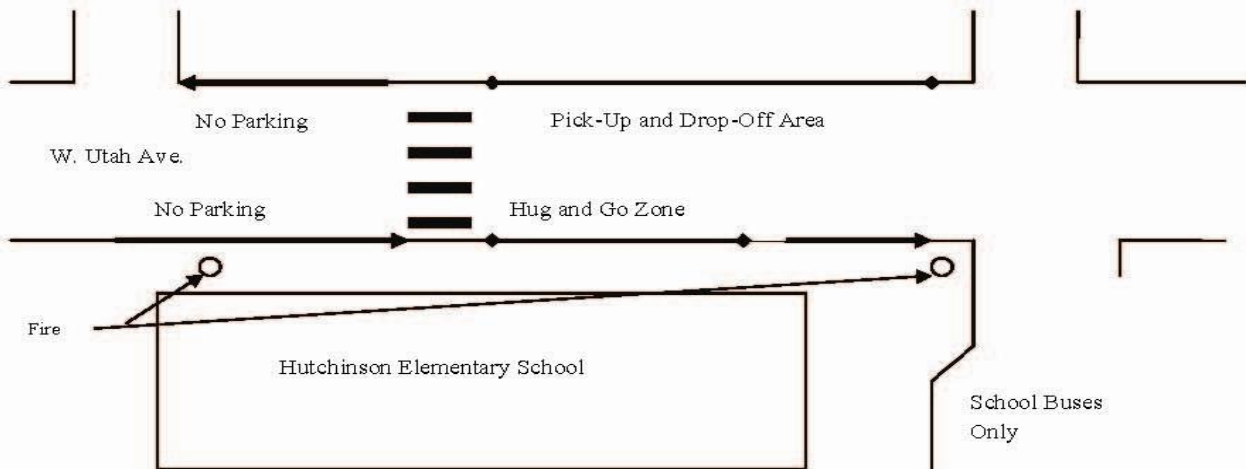 No Parking
Pick-Up and Drop-Off Area
W. Utah Ave.
No Parking
Hug and Go Zone
Fire
Hutchinson Elementary School
School Buses
Only